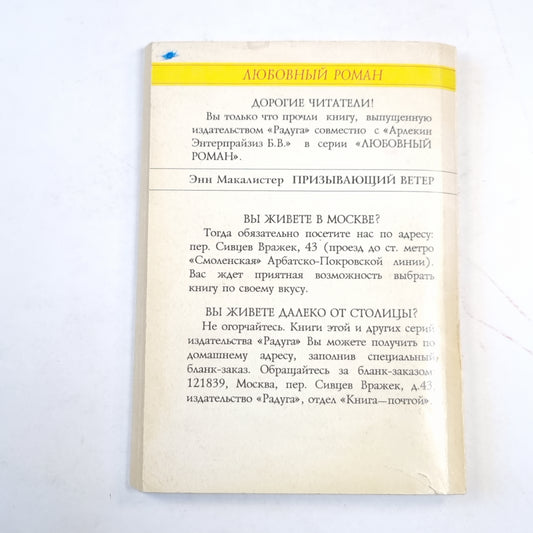 ЛЮБОВНЫЙ РОМАН
ДОРОГИЕ ЧИТАТЕЛИ!
Вы только что прочли книгу, выпущенную
издательством «Радуга» совместно с «Арлекин
Энтерпрайзиз Б.В.» в серии «ЛЮБОВНЫЙ
РОМАН».
Энн Макалистер ПРИЗЫВАЮЩИЙ ВЕТЕР
ВЫ ЖИВЕТЕ В МОСКВЕ?
Тогда обязательно посетите нас по адресу:
пер. Сивцев Вражек, 43 (проезд до ст. метро
«Смоленская» Арбатско-Покровской линии).
Вас ждет приятная возможность выбрать
книгу по своему вкусу.
ВЫ ЖИВЕТЕ ДАЛЕКО ОТ СТОЛИЦЫ?
Не огорчайтесь. Книги этой и других серий
издательства «Радуга» Вы можете получить по
домашнему адресу, заполнив специальный
бланк-заказ. Обращайтесь за бланк-заказом
121839, Москва, пер. Сивцев Вражек, д.43,
издательство «Радуга», отдел «Книга—почтой».